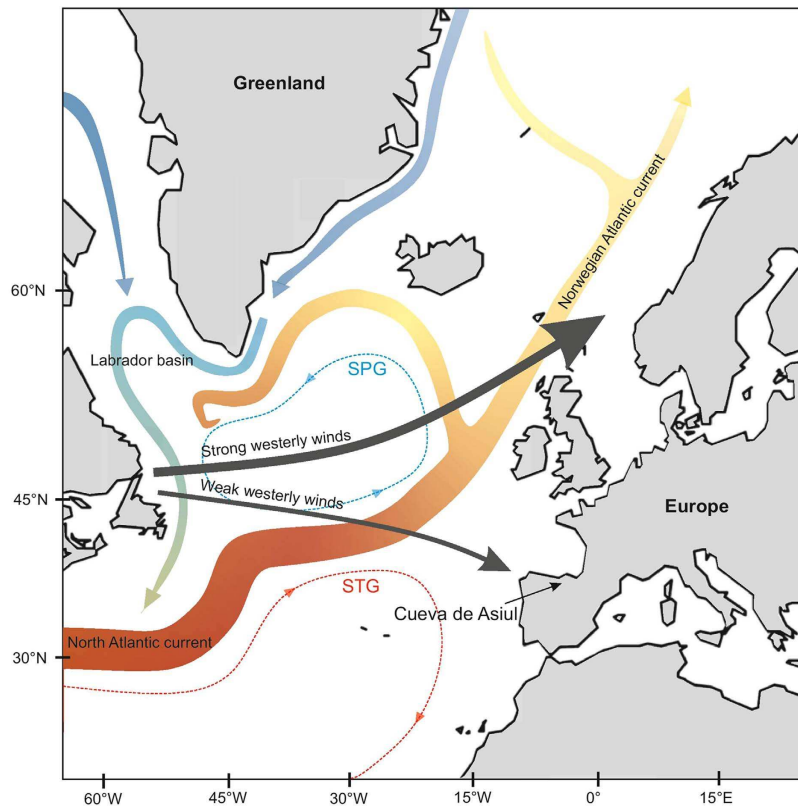 Greenland
Norwegian Atlantic current
60°N
Labrador basin
SPG
Strong westerly winds
Weak westerly winds
45°N
Europe
STG
Cueva de Asiul
North Atlantic current
30°N
60°W
45°W
30°W
15°W
0°
15°E